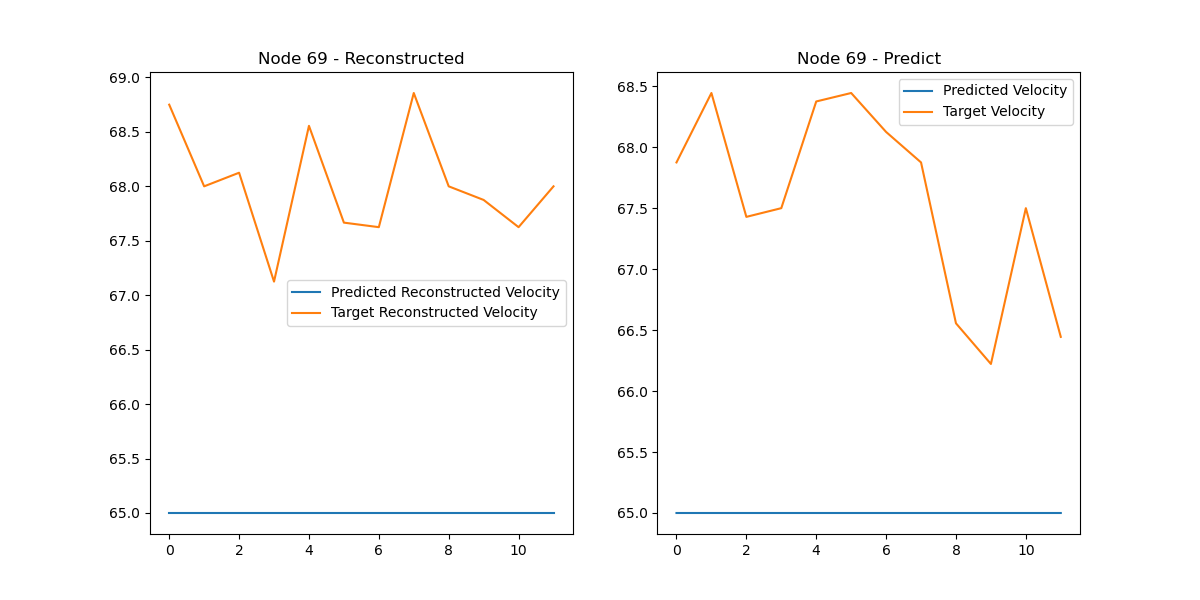 Node 69 - Reconstructed
69.0
68.5
68.0
67.5
67.0
66.5
66.0
65.5
65.0
0 2 4 6 8 10
Predicted Reconstructed Velocity
Target Reconstructed Velocity
Node 69 - Predict
68.5
68.0
67.5
67.0
66.5
66.0
65.5
65.0
0 2 4 6 8 10
Predicted Velocity
Target Velocity